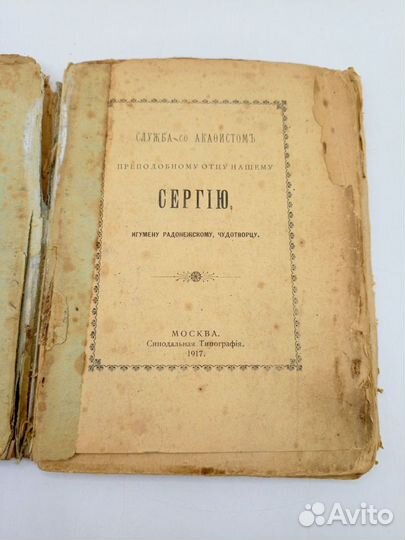 СЛУЖБА СО АКАѲИСТОМЪ
ПРЕПОДОБНОМУ ОТЦУ НАШЕМУ
СЕРГІЮ,
ИГУМЕНУ РАДОНЕЖСКОМУ, ЧУДОТВОРЦУ.
МОСКВА.
Синодальная Типографія.
1917.
Avito